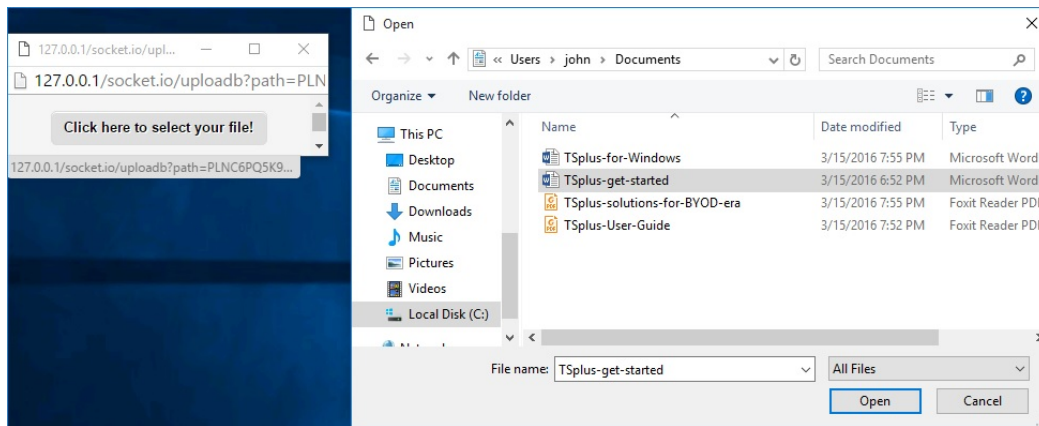 127.0.0.1/socket.io/upl...
127.0.0.1/socket.io/uploadb?path=PLN
Click here to select your file!
127.0.0.1/socket.io/uploadb?path=PLNC6PQ5K9...
Open
« Users › john › Documents
Search Documents
Organize
New folder
This PC
Desktop
Documents
Downloads
Music
Pictures
Videos
Local Disk (C:)
Name Date modified Type
TSplus-for-Windows 3/15/2016 7:55 PM Microsoft Word
TSplus-get-started 3/15/2016 6:52 PM Microsoft Word
TSplus-solutions-for-BYOD-era 3/15/2016 7:55 PM Foxit Reader PD
TSplus-User-Guide 3/15/2016 7:52 PM Foxit Reader PD
File name: TSplus-get-started All Files
Open Cancel